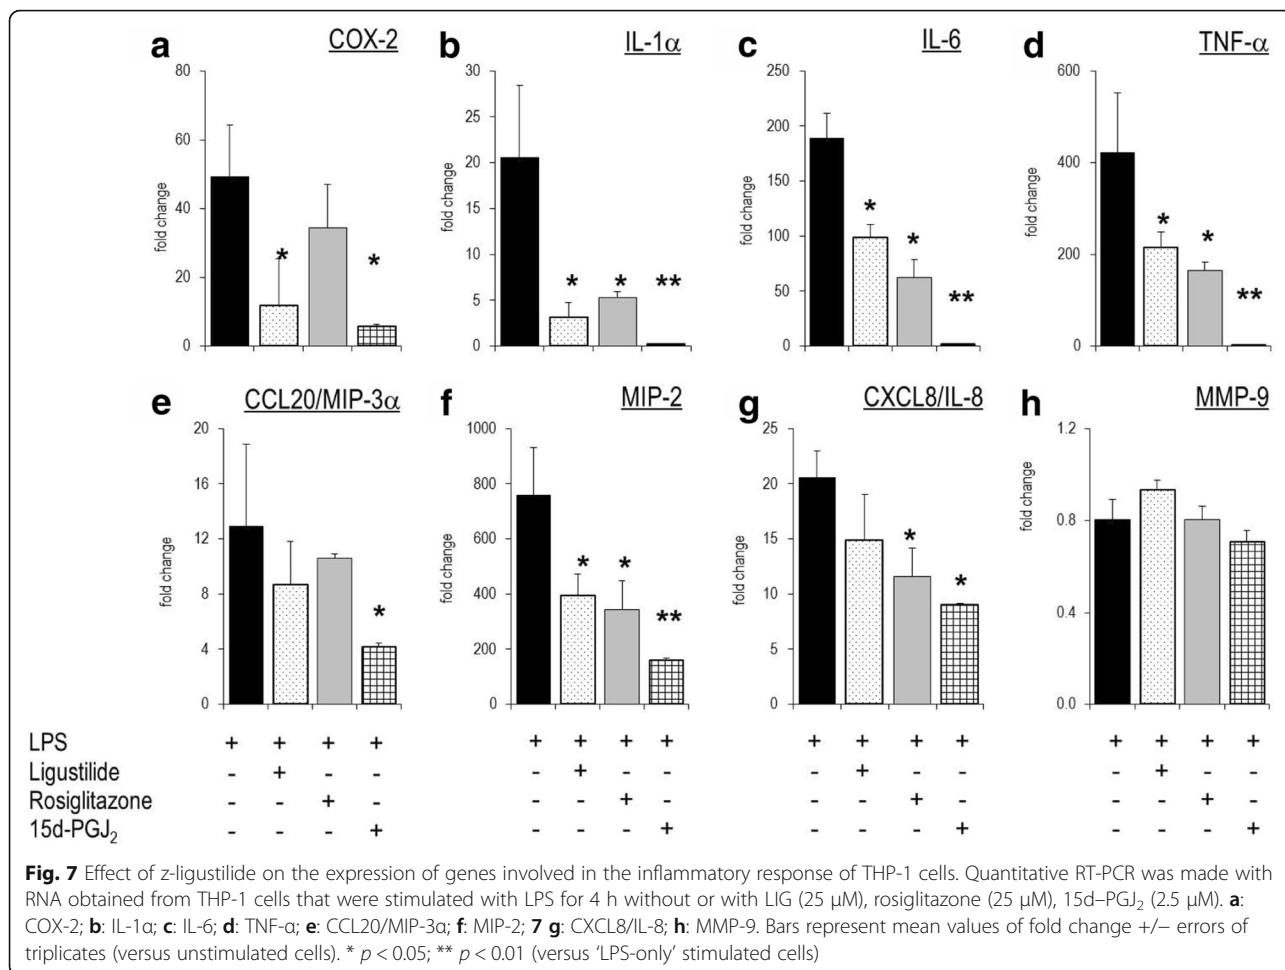 a COX-2
b IL-1α
c IL-6
d TNF-α
80
60
40
20
0
fold change
*
*
30
25
20
15
10
5
0
fold change
*
*
**
250
200
150
100
50
0
fold change
*
*
**
600
400
200
0
fold change
*
*
**
e CCL20/MIP-3α
f MIP-2
g CXCL8/IL-8
h MMP-9
20
16
12
8
4
0
fold change
*
1000
800
600
400
200
0
fold change
*
*
**
25
20
15
10
5
0
fold change
*
*
1.2
0.8
0.4
0.0
fold change
LPS + + + + + + + + + + + + + + + +
Ligustilide - + - - - + - - - + - - - + - -
Rosiglitazone - - + - - - + - - - + - - - + -
15d-PGJ₂ - - - + - - - + - - - + - - - +
Fig. 7 Effect of z-ligustilide on the expression of genes involved in the inflammatory response of THP-1 cells. Quantitative RT-PCR was made with
RNA obtained from THP-1 cells that were stimulated with LPS for 4 h without or with LIG (25 μM), rosiglitazone (25 μM), 15d–PGJ₂ (2.5 μM). a:
COX-2; b: IL-1α; c: IL-6; d: TNF-α; e: CCL20/MIP-3α; f: MIP-2; 7 g: CXCL8/IL-8; h: MMP-9. Bars represent mean values of fold change +/− errors of
triplicates (versus unstimulated cells). * p < 0.05; ** p < 0.01 (versus ‘LPS-only’ stimulated cells)